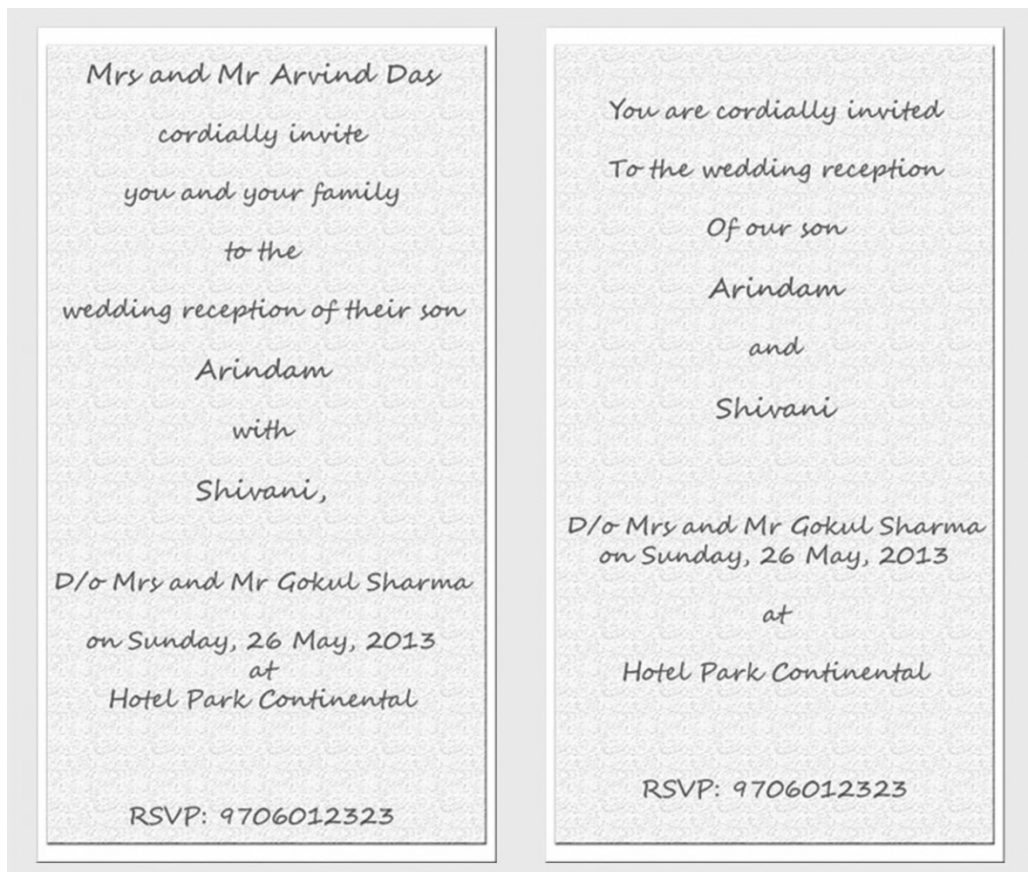 Mrs and Mr Arvind Das
cordially invite
you and your family
to the
wedding reception of their son
Arindam
with
Shivani,
D/o Mrs and Mr Gokul Sharma
on Sunday, 26 May, 2013
at
Hotel Park Continental
RSVP: 9706012323
You are cordially invited
To the wedding reception
Of our son
Arindam
and
Shivani
D/o Mrs and Mr Gokul Sharma
on Sunday, 26 May, 2013
at
Hotel Park Continental
RSVP: 9706012323